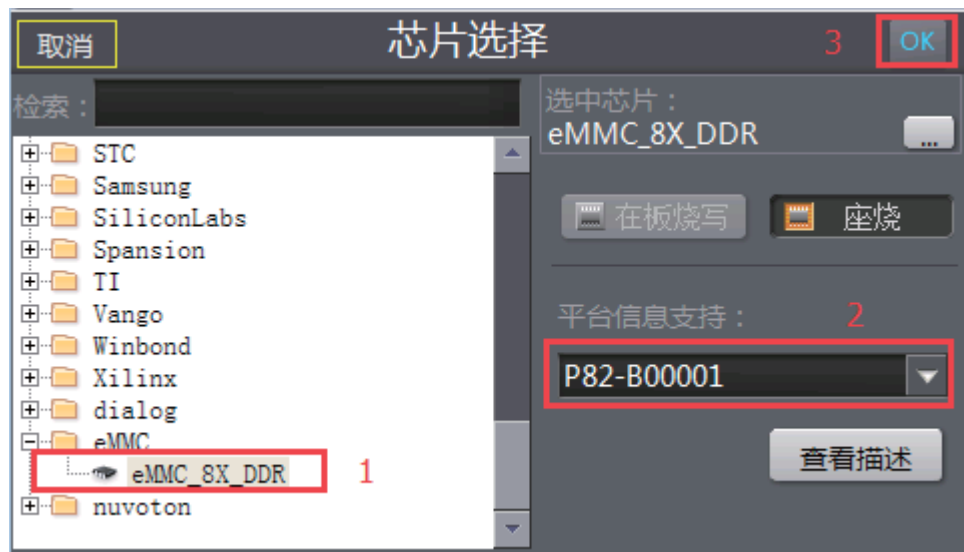 取消
芯片选择
3
OK
检索：
STC
Samsung
SiliconLabs
Spansion
TI
Vango
Winbond
Xilinx
dialog
eMMC
eMMC_8X_DDR
1
nuvoton
选中芯片：
eMMC_8X_DDR
...
在板烧写
座烧
平台信息支持：
2
P82-B00001
查看描述